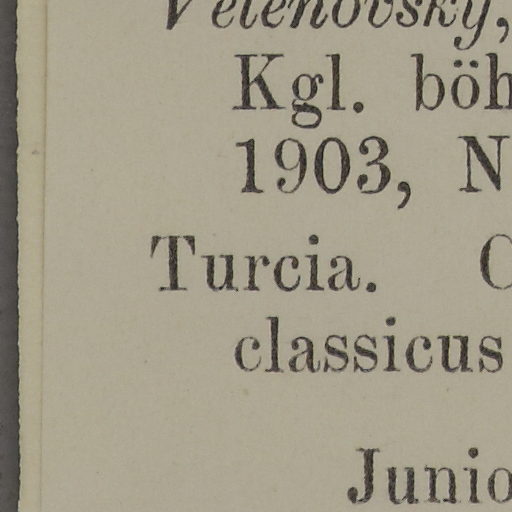 Velenovský,
Kgl. böh
1903, N
Turcia.
classicus
Junio